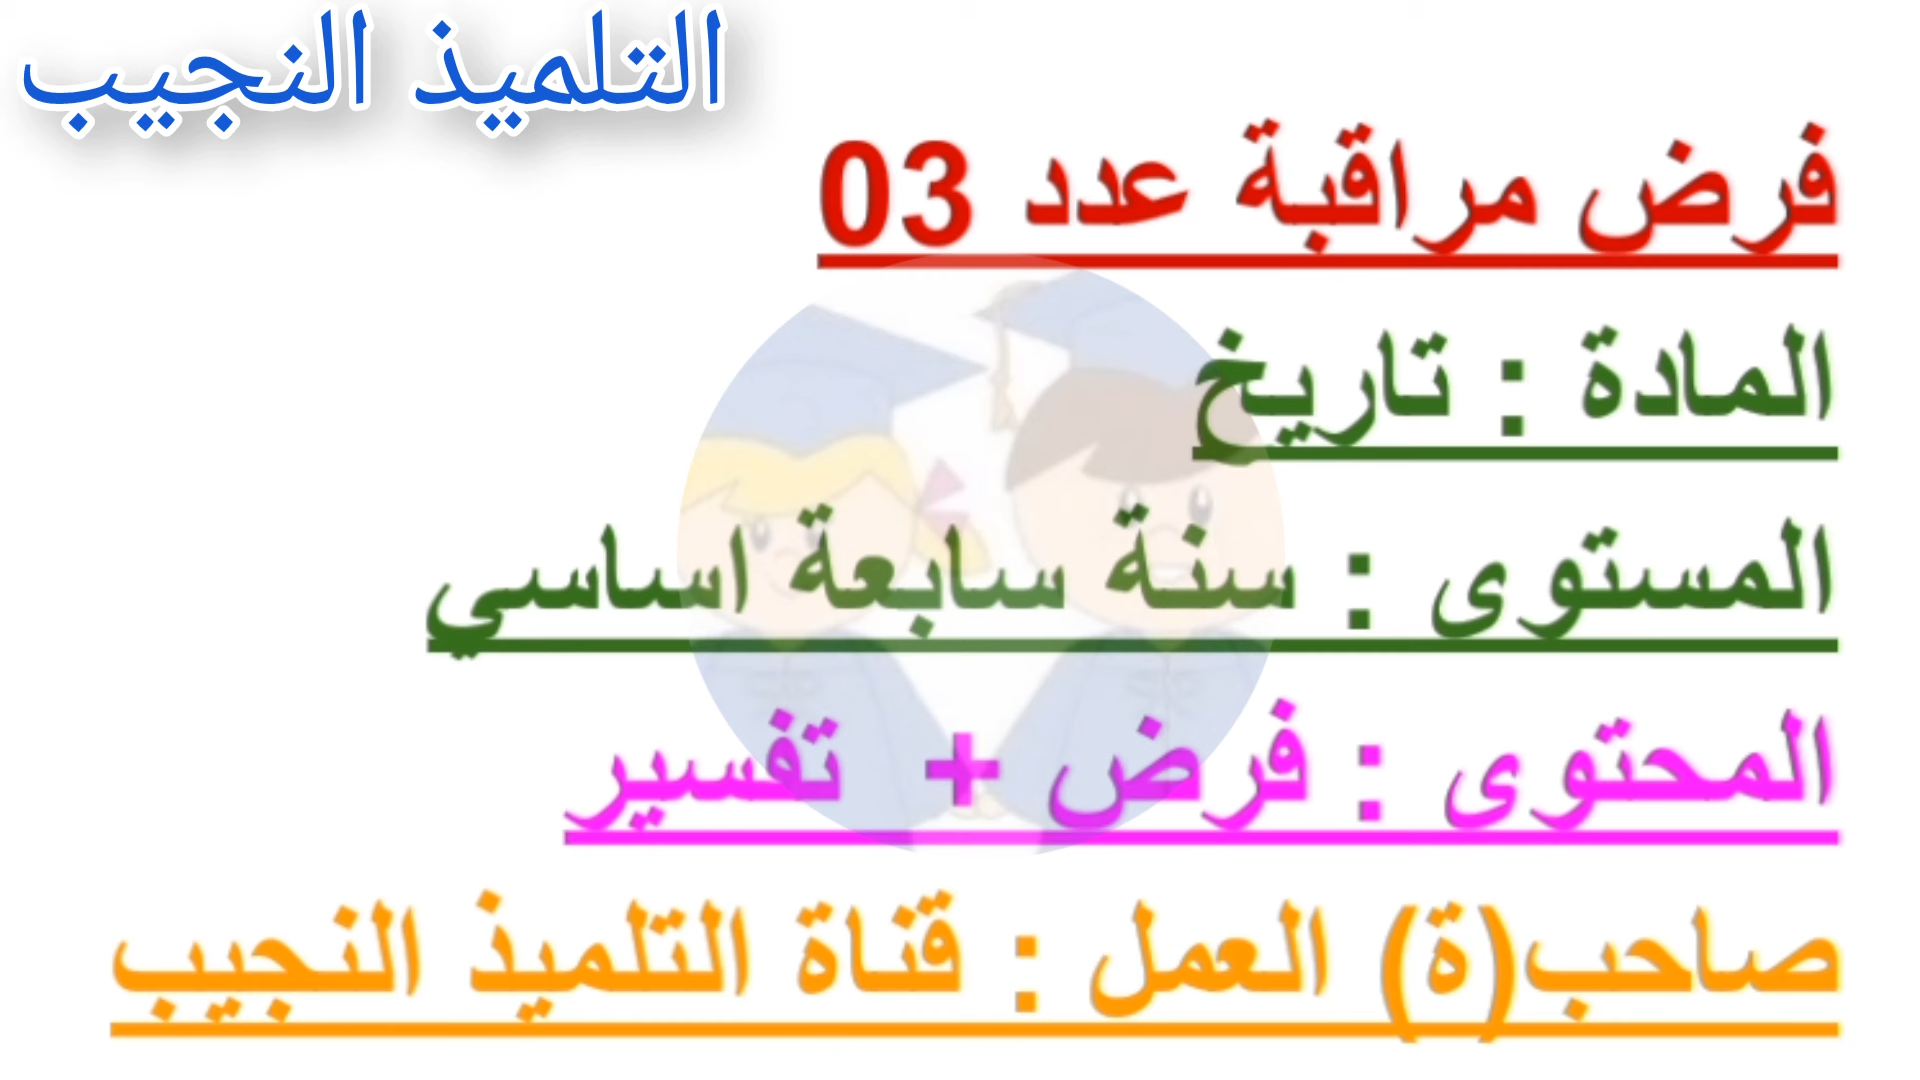 التلميذ النجيب
فرض مراقبة عدد 03
المادة : تاريخ
المستوى : سنة سابعة اساسي
المحتوى : فرض + تفسير
صاحب(ة) العمل : قناة التلميذ النجيب